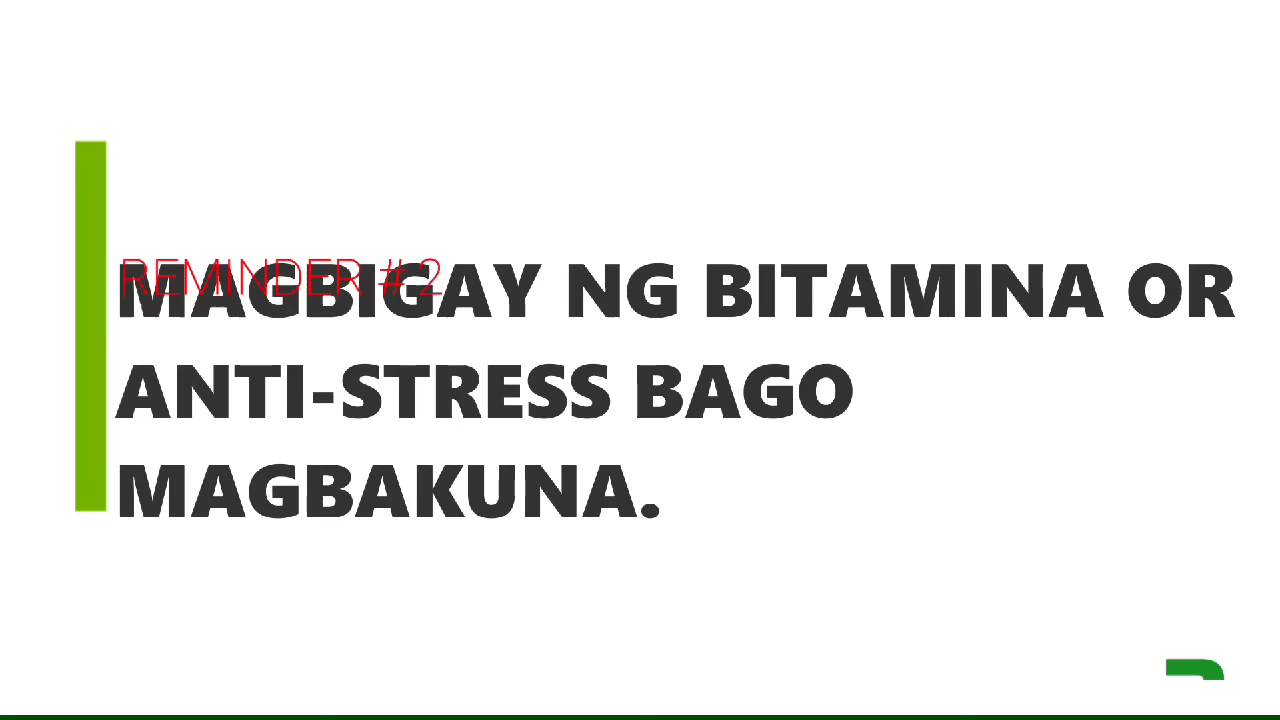 REMINDER #2
MAGBIGAY NG BITAMINA OR
ANTI-STRESS BAGO
MAGBAKUNA.